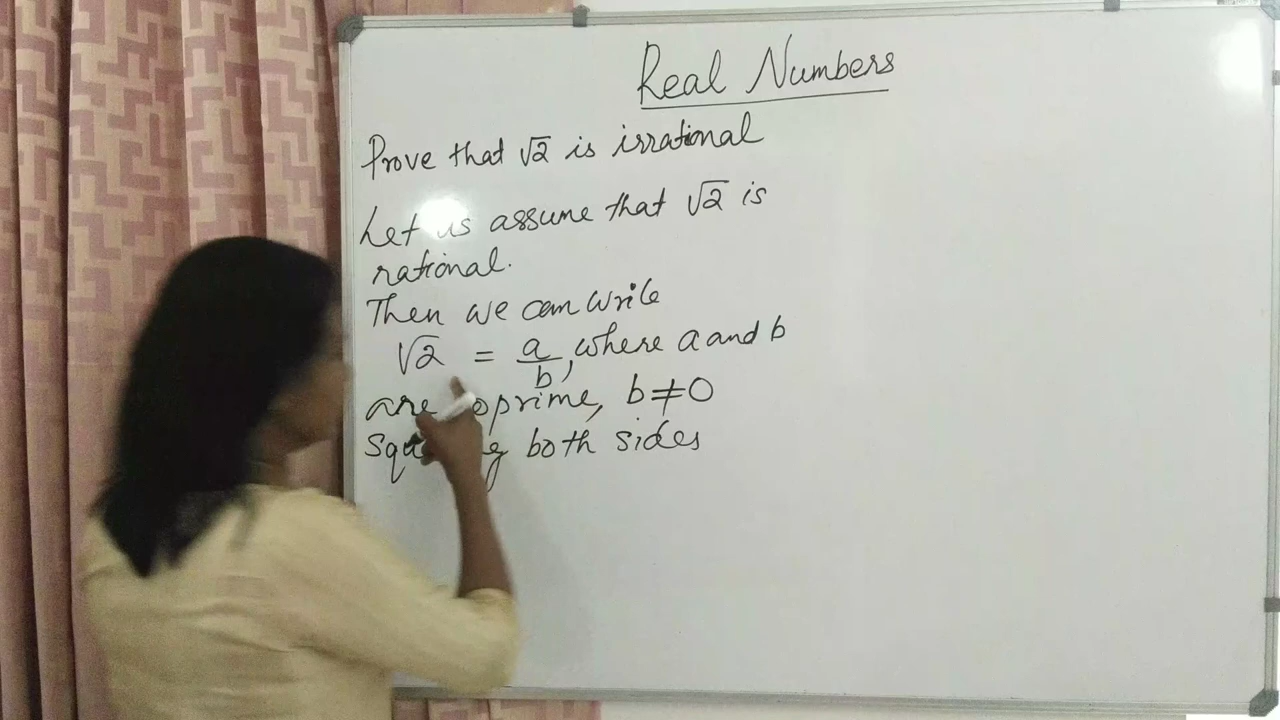 Real Numbers
Prove that √2 is irrational
Let us assume that √2 is
rational.
Then we can write
√2 = a/b, where a and b
are coprime, b ≠ 0
Squaring both sides